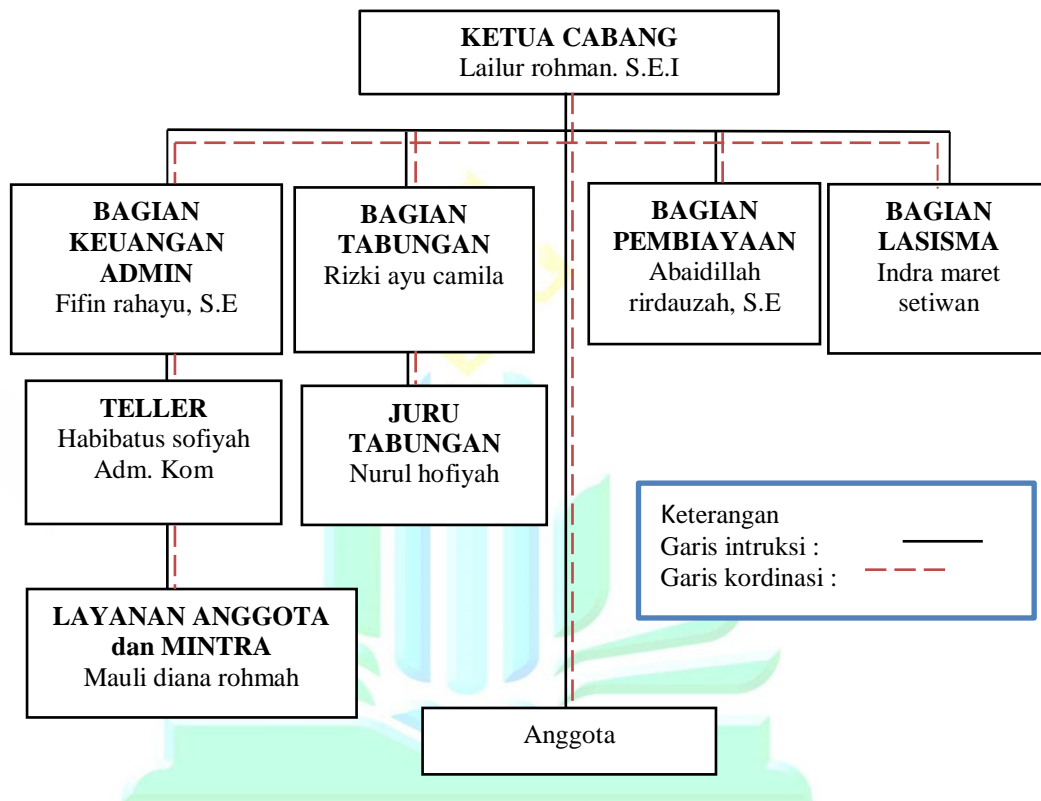 KETUA CABANG
Lailur rohman. S.E.I
BAGIAN
KEUANGAN
ADMIN
Fifin rahayu, S.E
BAGIAN
TABUNGAN
Rizki ayu camila
BAGIAN
PEMBIAYAAN
Abaidillah
rirdauzah, S.E
BAGIAN
LASISMA
Indra maret
setiwan
TELLER
Habibatus sofiyah
Adm. Kom
JURU
TABUNGAN
Nurul hofiyah
Keterangan
Garis intruksi :
Garis kordinasi :
LAYANAN ANGGOTA
dan MINTRA
Mauli diana rohmah
Anggota